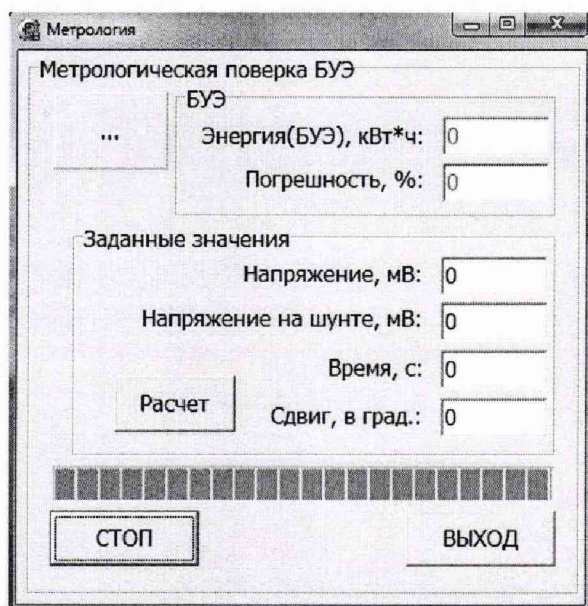 Метрология
Метрологическая поверка БУЭ
...
БУЭ
Энергия(БУЭ), кВт*ч: 0
Погрешность, %: 0
Заданные значения
Напряжение, мВ: 0
Напряжение на шунте, мВ: 0
Время, с: 0
Расчет
Сдвиг, в град.: 0
СТОП
ВЫХОД